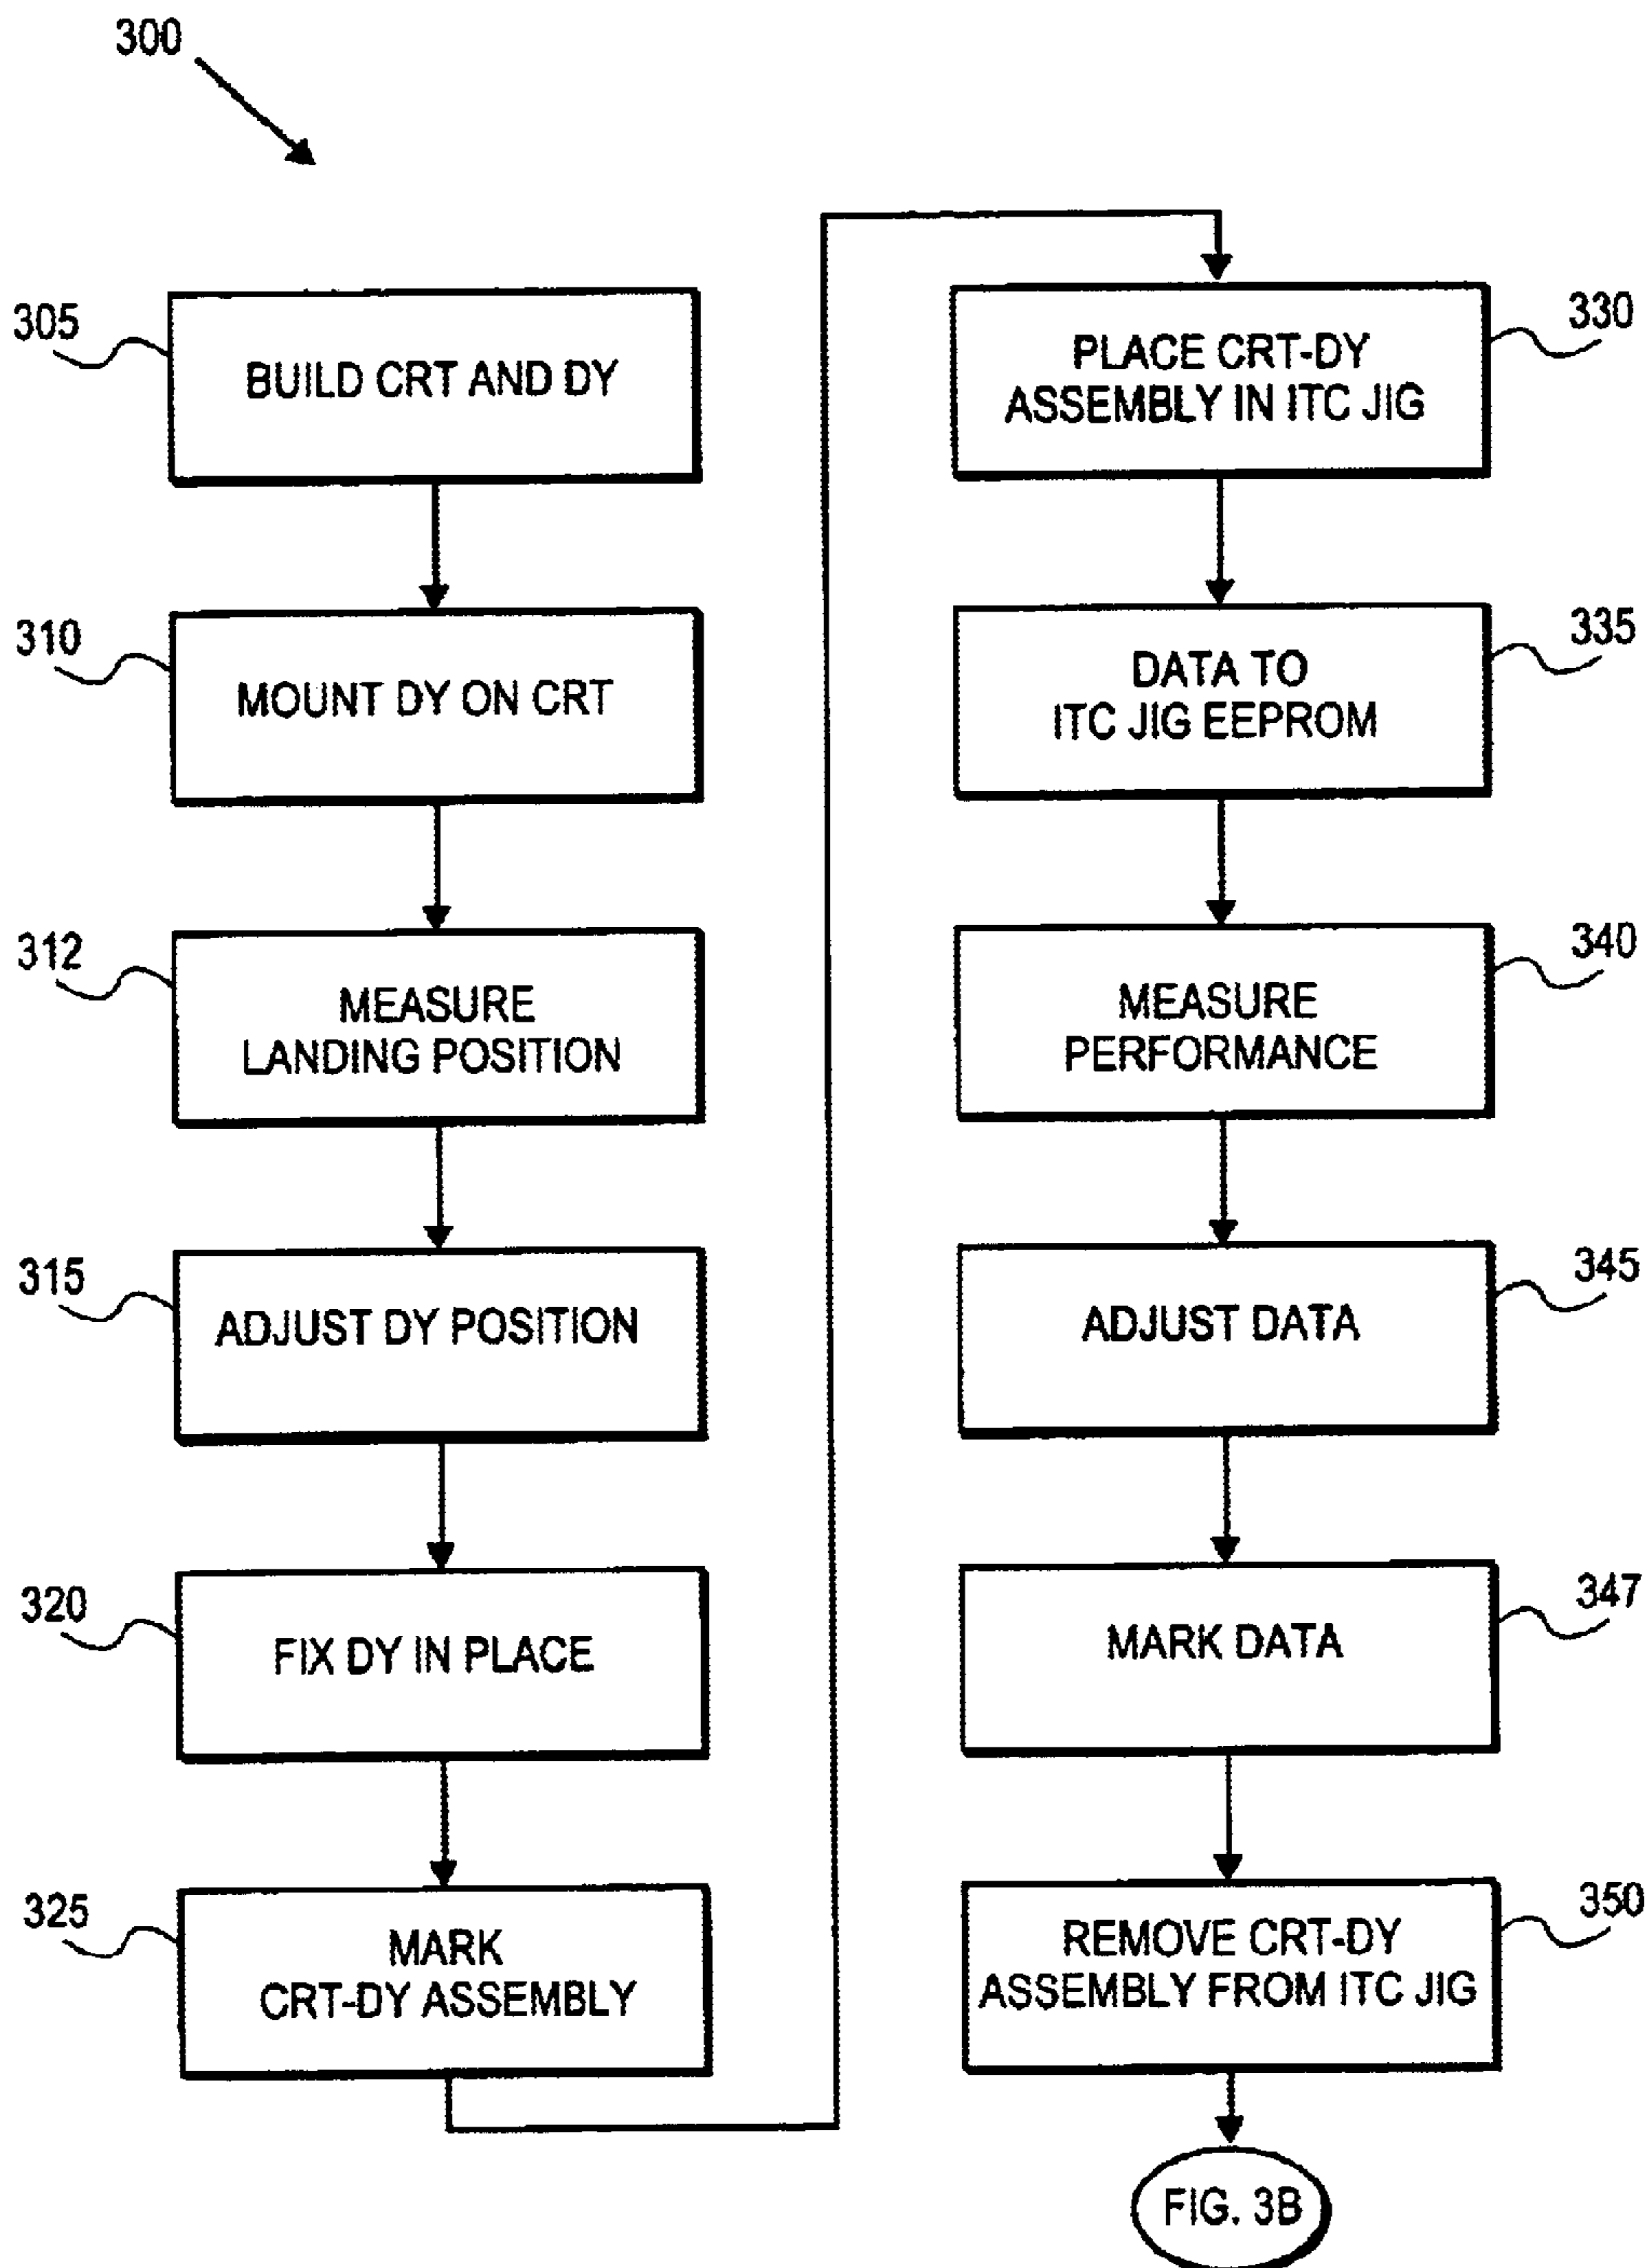 300
305
BUILD CRT AND DY
310
MOUNT DY ON CRT
312
MEASURE
LANDING POSITION
315
ADJUST DY POSITION
320
FIX DY IN PLACE
325
MARK
CRT-DY ASSEMBLY
330
PLACE CRT-DY
ASSEMBLY IN ITC JIG
335
DATA TO
ITC JIG EEPROM
340
MEASURE
PERFORMANCE
345
ADJUST DATA
347
MARK DATA
350
REMOVE CRT-DY
ASSEMBLY FROM ITC JIG
FIG. 3B